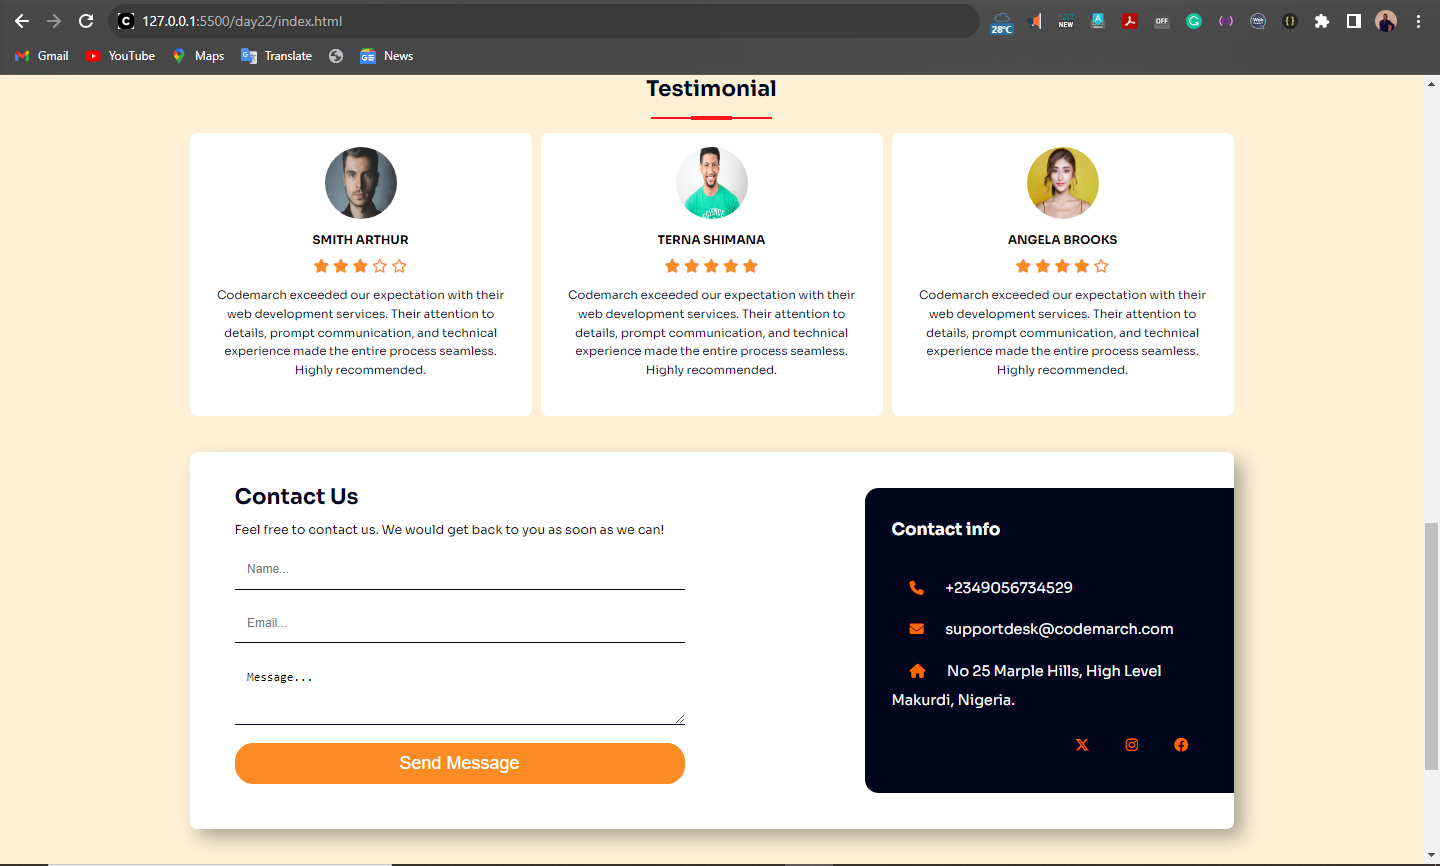 127.0.0.1:5500/day22/index.html
28°C
NEW
A
OFF
Gmail
YouTube
Maps
Translate
News
Testimonial
SCIENCE
SMITH ARTHUR
Codemarch exceeded our expectation with their
web development services. Their attention to
details, prompt communication, and technical
experience made the entire process seamless.
Highly recommended.
TERNA SHIMANA
Codemarch exceeded our expectation with their
web development services. Their attention to
details, prompt communication, and technical
experience made the entire process seamless.
Highly recommended.
ANGELA BROOKS
Codemarch exceeded our expectation with their
web development services. Their attention to
details, prompt communication, and technical
experience made the entire process seamless.
Highly recommended.
Contact Us
Feel free to contact us. We would get back to you as soon as we can!
Name...
Email...
Message...
Send Message
Contact info
+2349056734529
supportdesk@codemarch.com
No 25 Marple Hills, High Level
Makurdi, Nigeria.